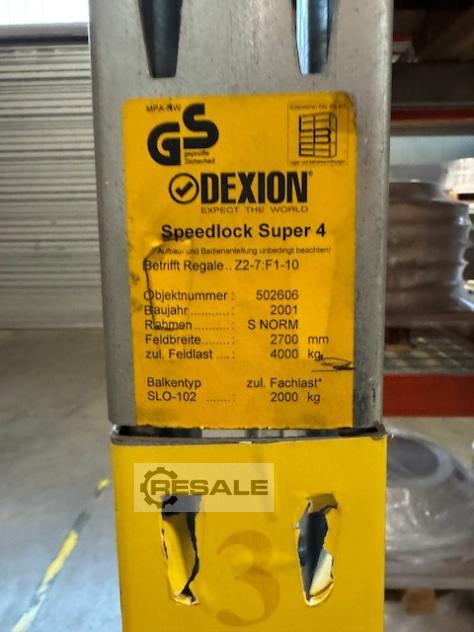 MPA-NW
GS
geprüfte
Sicherheit
DEXION®
EXPECT THE WORLD
Speedlock Super 4
Aufbau- und Bedienanleitung unbedingt beachten!
Betrifft Regale.. Z2-7:F1-10
Objektnummer : 502606
Baujahr..........: 2001
Rahmen ..........: S NORM
Feldbreite.......: 2700 mm
zul. Feldlast ....: 4000 kg
Balkentyp zul. Fachlast*
SLO-102 ........: 2000 kg
RESALE
3